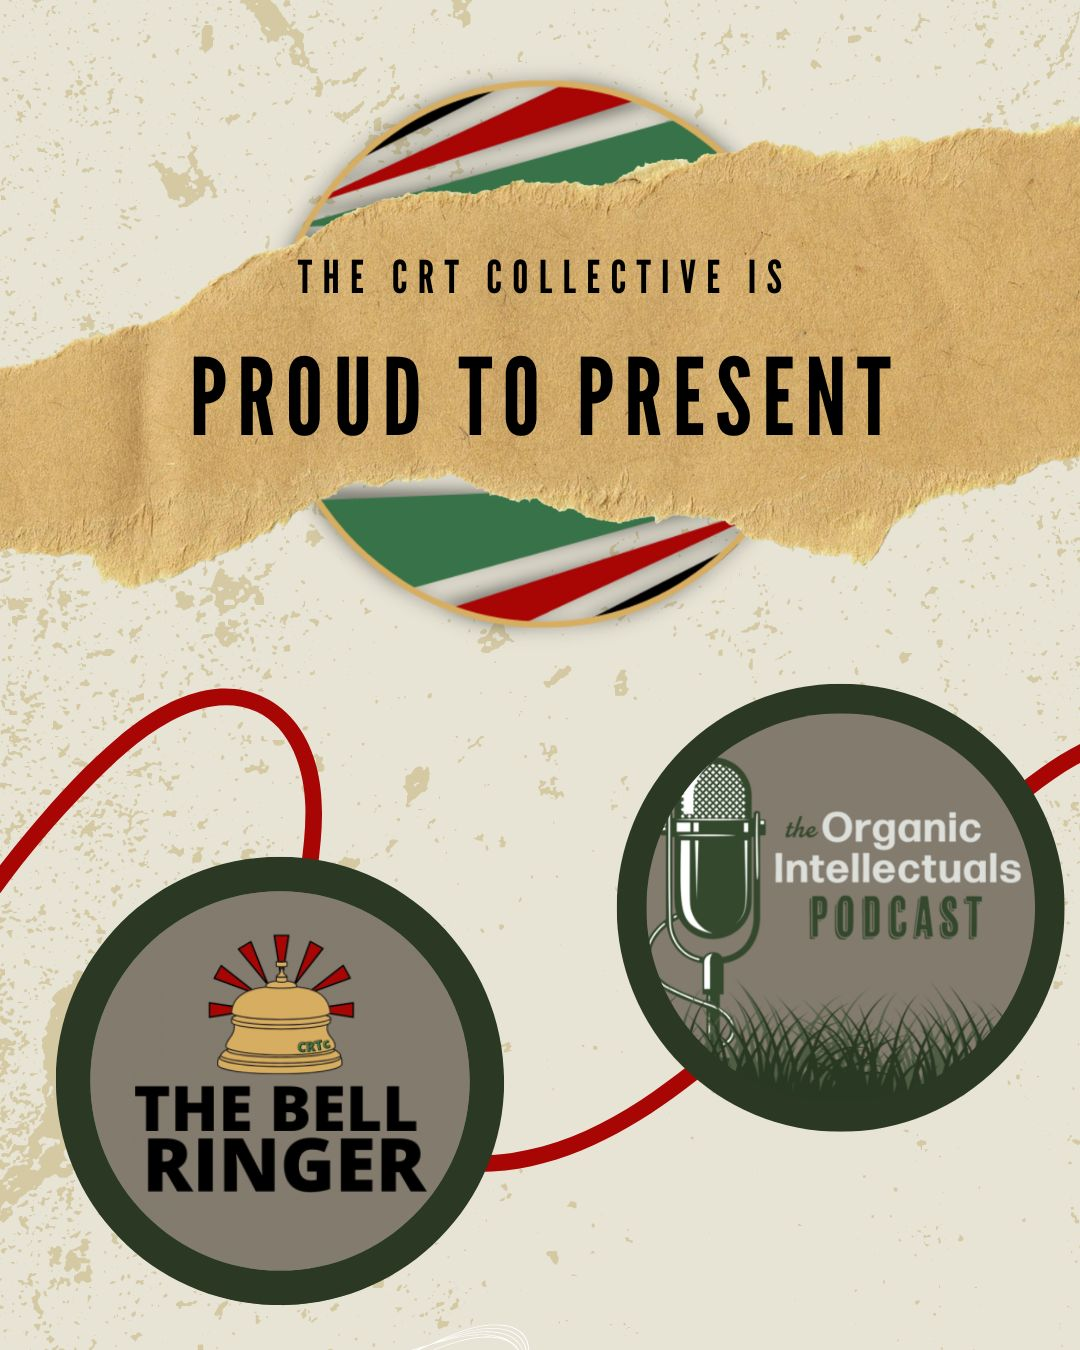 THE CRT COLLECTIVE IS
PROUD TO PRESENT
the Organic
Intellectuals
PODCAST
CRTC
THE BELL
RINGER